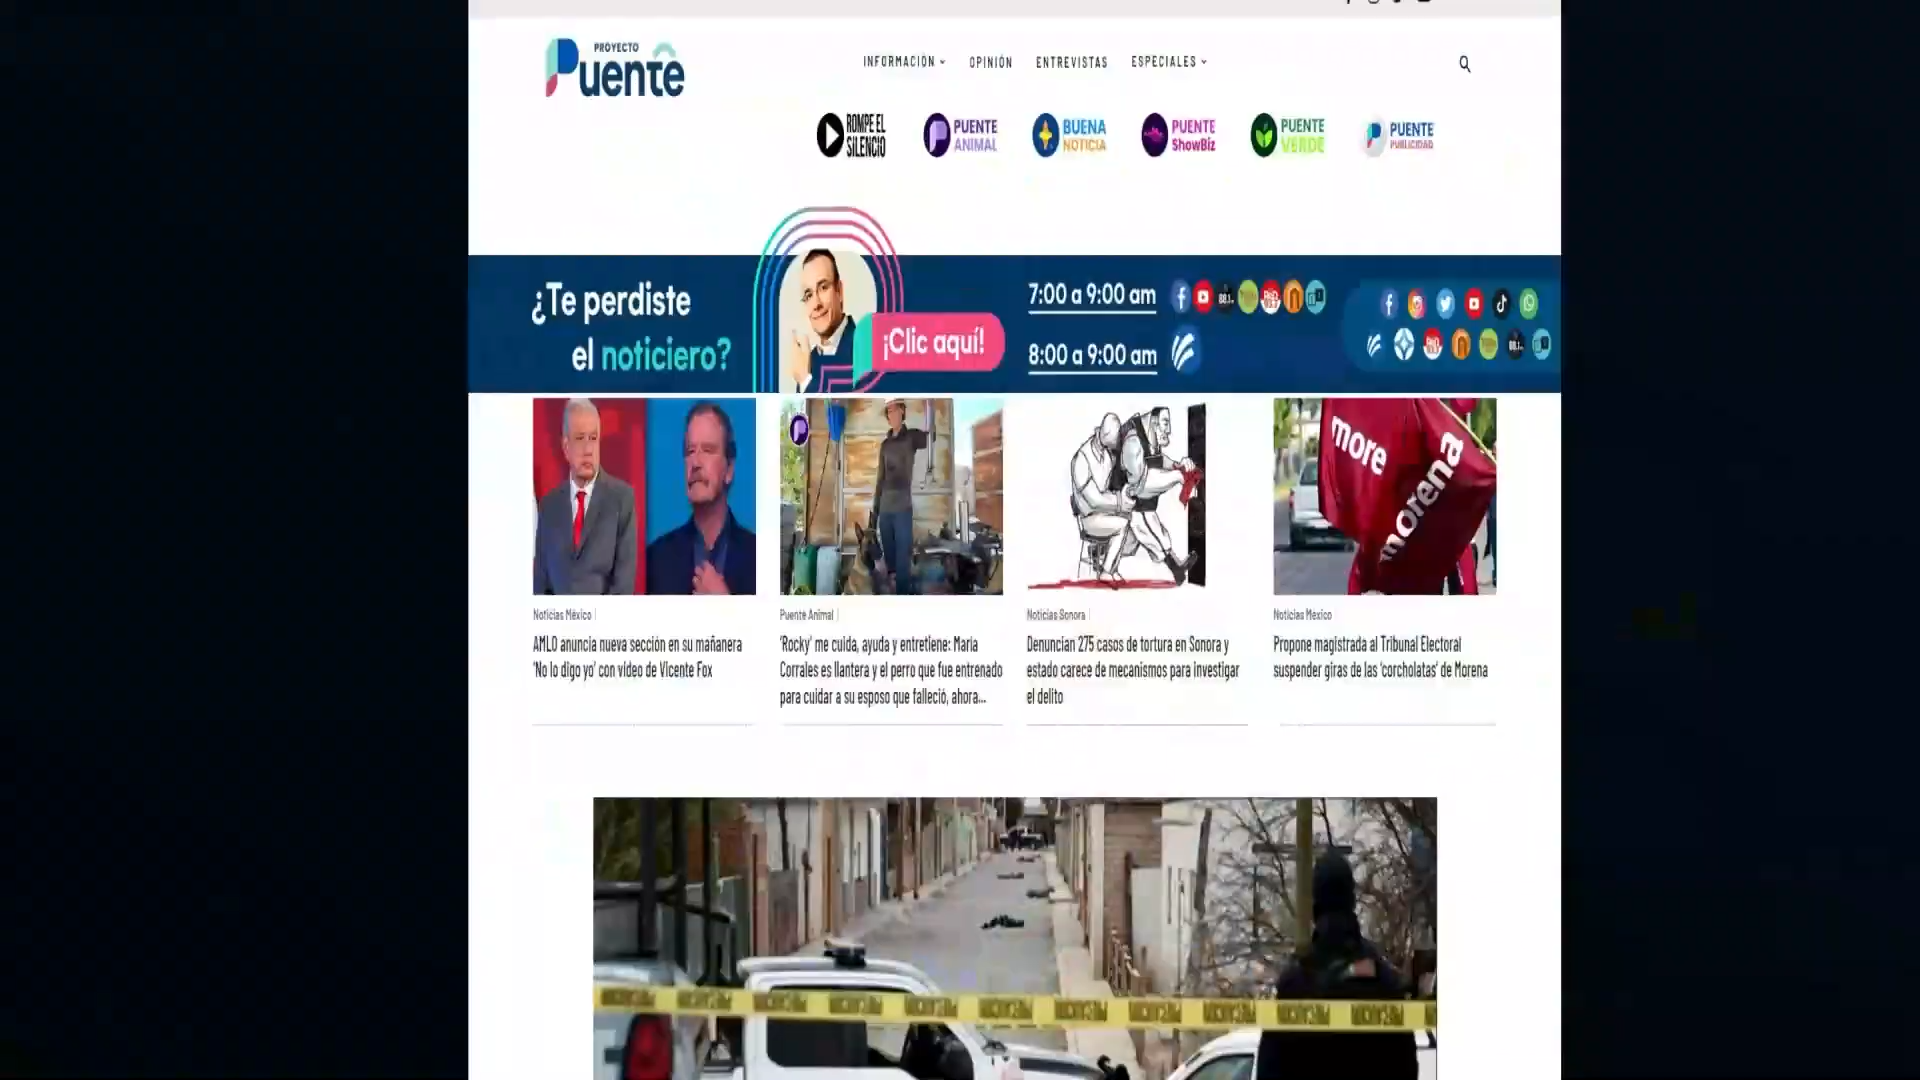 PROYECTO
Puente
INFORMACIÓN OPINIÓN ENTREVISTAS ESPECIALES
ROMPE EL
SILENCIO
PUENTE
ANIMAL
BUENA
NOTICIA
PUENTE
ShowBiz
PUENTE
VERDE
PUENTE
PUBLICIDAD
¿Te perdiste
el noticiero?
¡Clic aquí!
7:00 a 9:00 am
8:00 a 9:00 am
more
morena
Noticias México
AMLO anuncia nueva sección en su mañanera
'No lo digo yo' con video de Vicente Fox
Puente Animal
'Rocky' me cuida, ayuda y entretiene: María
Corrales es llantera y el perro que fue entrenado
para cuidar a su esposo que falleció, ahora...
Noticias Sonora
Denuncian 275 casos de tortura en Sonora y
estado carece de mecanismos para investigar
el delito
Noticias México
Propone magistrada al Tribunal Electoral
suspender giras de las 'corcholatas' de Morena